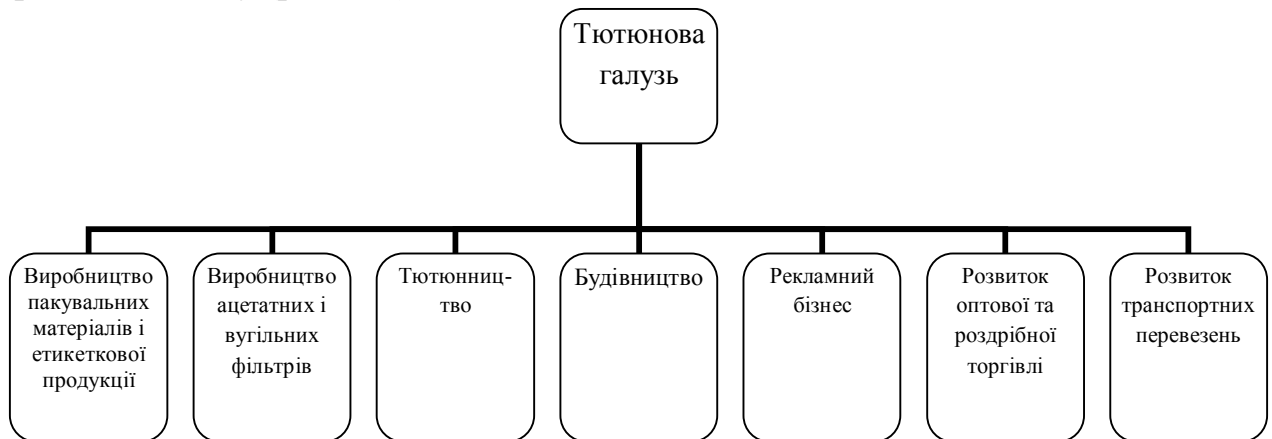 Тютюнова
галузь
Виробництво
пакувальних
матеріалів і
етикеткової
продукції
Виробництво
ацетатних і
вугільних
фільтрів
Тютюнниц-
тво
Будівництво
Рекламний
бізнес
Розвиток
оптової та
роздрібної
торгівлі
Розвиток
транспортних
перевезень